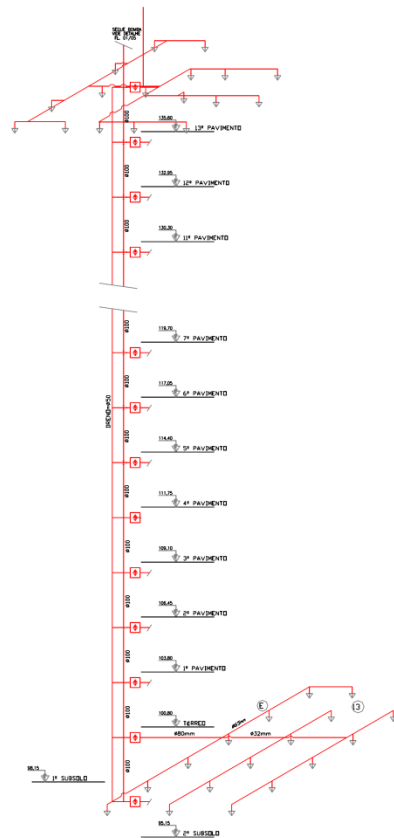 SEGUE BOMBA
VER DETALHE
FL 01/05
ø100
135.60
13º PAVIMENTO
ø100
132.95
12º PAVIMENTO
ø100
130.30
11º PAVIMENTO
ø100
119.70
7º PAVIMENTO
ø100
117.05
6º PAVIMENTO
DRENO-ø50
ø100
114.40
5º PAVIMENTO
ø100
111.75
4º PAVIMENTO
ø100
109.10
3º PAVIMENTO
ø100
106.45
2º PAVIMENTO
ø100
103.80
1º PAVIMENTO
ø100
100.80
TéRREO
E
13
ø80mm
ø32mm
ø100
98.15
1º SUBSOLO
95.15
2º SUBSOLO